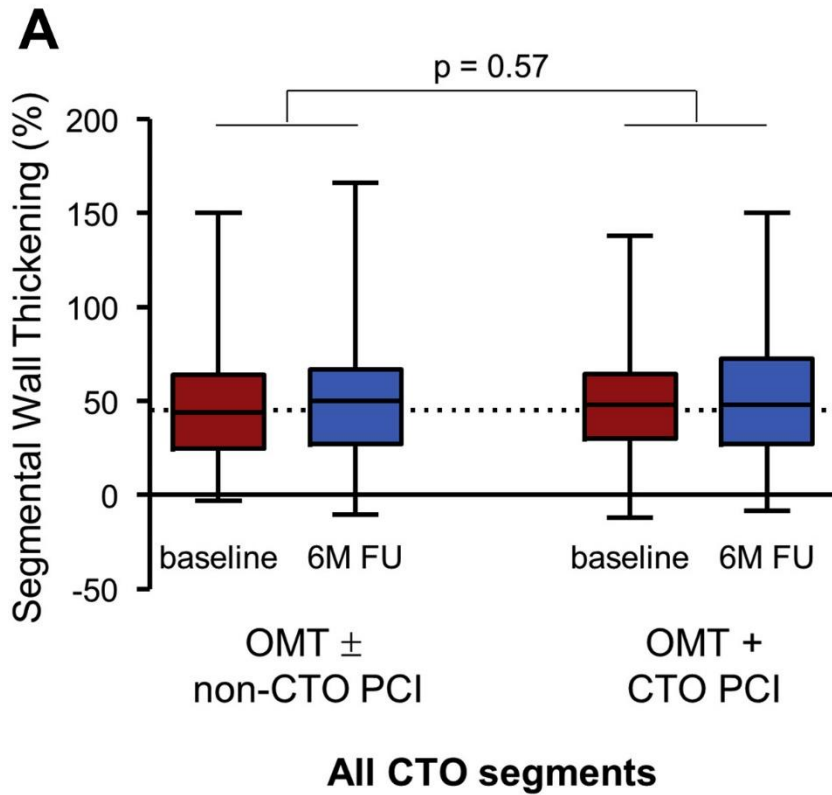 A
p = 0.57
Segmental Wall Thickening (%)
200
150
100
50
0
-50
baseline 6M FU baseline 6M FU
OMT ± OMT +
non-CTO PCI CTO PCI
All CTO segments